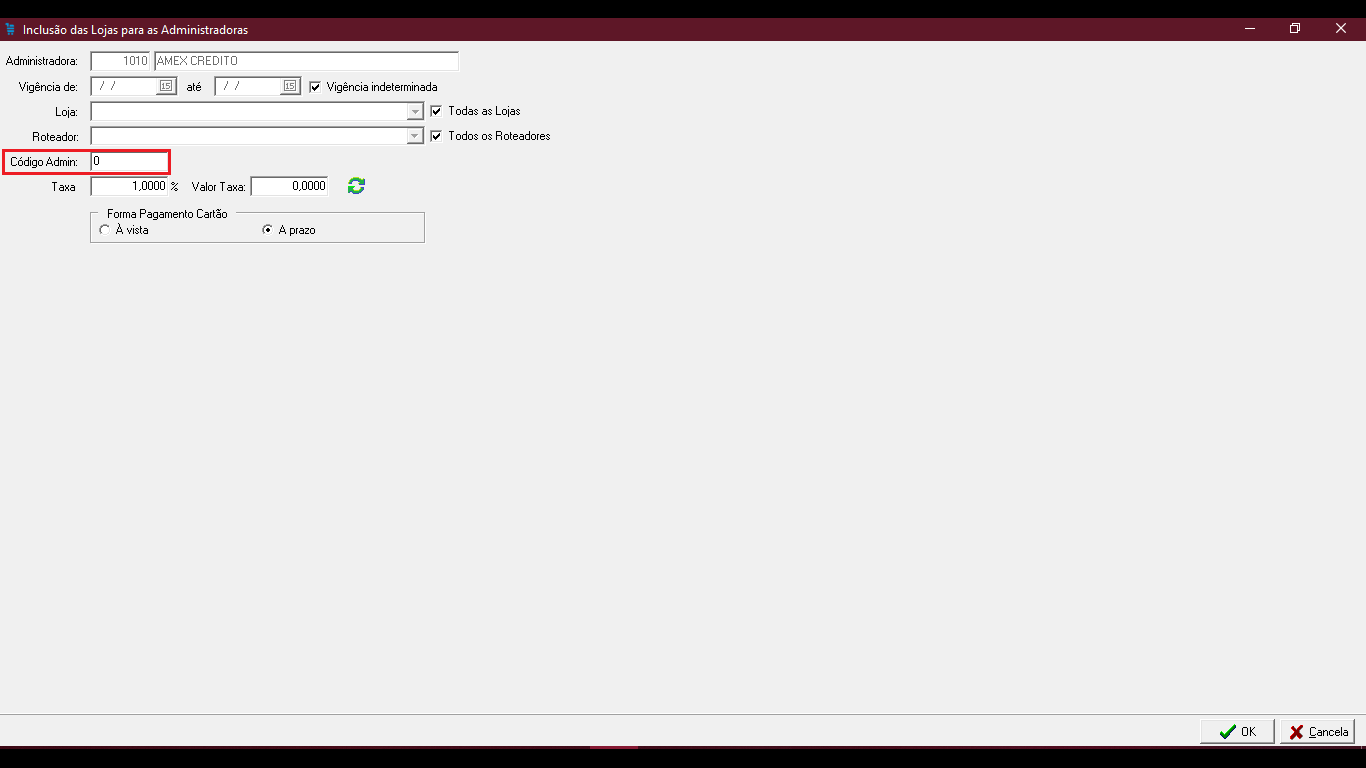 Inclusão das Lojas para as Administradoras
Administradora: 1010 AMEX CREDITO
Vigência de: / / 15 até / / 15 Vigência indeterminada
Loja: Todas as Lojas
Roteador: Todos os Roteadores
Código Admin: 0
Taxa 1,0000 % Valor Taxa: 0,0000
Forma Pagamento Cartão
À vista A prazo
OK Cancela